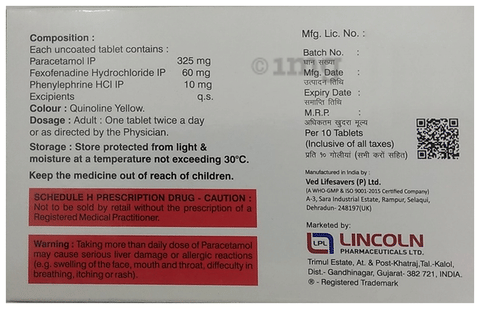 Composition :
Each uncoated tablet contains :
Paracetamol IP 325 mg
Fexofenadine Hydrochloride IP 60 mg
Phenylephrine HCl IP 10 mg
Excipients q.s.
Colour : Quinoline Yellow.
Dosage : Adult : One tablet twice a day
or as directed by the Physician.
Storage : Store protected from light &
moisture at a temperature not exceeding 30°C.
Keep the medicine out of reach of children.
SCHEDULE H PRESCRIPTION DRUG - CAUTION :
Not to be sold by retail without the prescription of a
Registered Medical Practitioner.
Warning : Taking more than daily dose of Paracetamol
may cause serious liver damage or allergic reactions
(e.g. swelling of the face, mouth and throat, diffeculty in
breathing, itching or rash).
Mfg. Lic. No. :
Batch No. :
घान संख्या
Mfg. Date :
उत्पादन तिथि
Expiry Date :
समाप्ति तिथि
M.R.P. :
अधिकतम खुदरा मूल्य
Per 10 Tablets
(Inclusive of all taxes)
प्रति १० गोलीयां (सभी करों सहित)
Manufactured in India by :
Ved Lifesavers (P) Ltd.
(A WHO-GMP & ISO 9001-2015 Certified Company)
A-3, Sara Industrial Estate, Rampur, Selaqui,
Dehradun- 248197(UK)
Marketed by:
LPL LINCOLN
PHARMACEUTICALS LTD.
Trimul Estate, At. & Post-Khatraj,Tal.-Kalol,
Dist.- Gandhinagar, Gujarat- 382 721, INDIA.
® - Registered Trademark
© 1mg